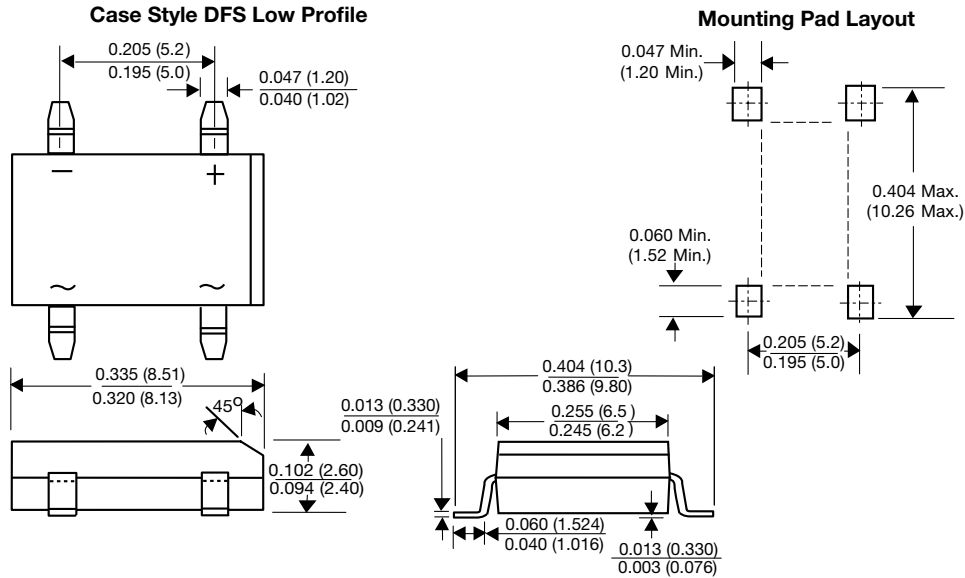 Case Style DFS Low Profile
0.205 (5.2)
0.195 (5.0)
0.047 (1.20)
0.040 (1.02)
− +
~ ~
0.335 (8.51)
0.320 (8.13)
45°
0.102 (2.60)
0.094 (2.40)
Mounting Pad Layout
0.047 Min.
(1.20 Min.)
0.404 Max.
(10.26 Max.)
0.060 Min.
(1.52 Min.)
0.205 (5.2)
0.195 (5.0)
0.404 (10.3)
0.386 (9.80)
0.013 (0.330)
0.009 (0.241)
0.255 (6.5)
0.245 (6.2)
0.060 (1.524)
0.040 (1.016)
0.013 (0.330)
0.003 (0.076)